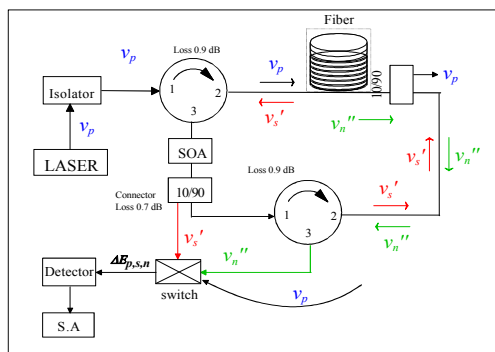 Fiber
Loss 0.9 dB
ν_p
ν_p
1
2
3
ν_p
10/90
Isolator
ν_s'
ν_n''
ν_p
LASER
SOA
ν_s'
ν_n''
Connector
Loss 0.7 dB
10/90
Loss 0.9 dB
1
2
3
ν_s'
ν_s'
ν_n''
ν_n''
ΔE_p,s,n
Detector
switch
ν_p
S.A